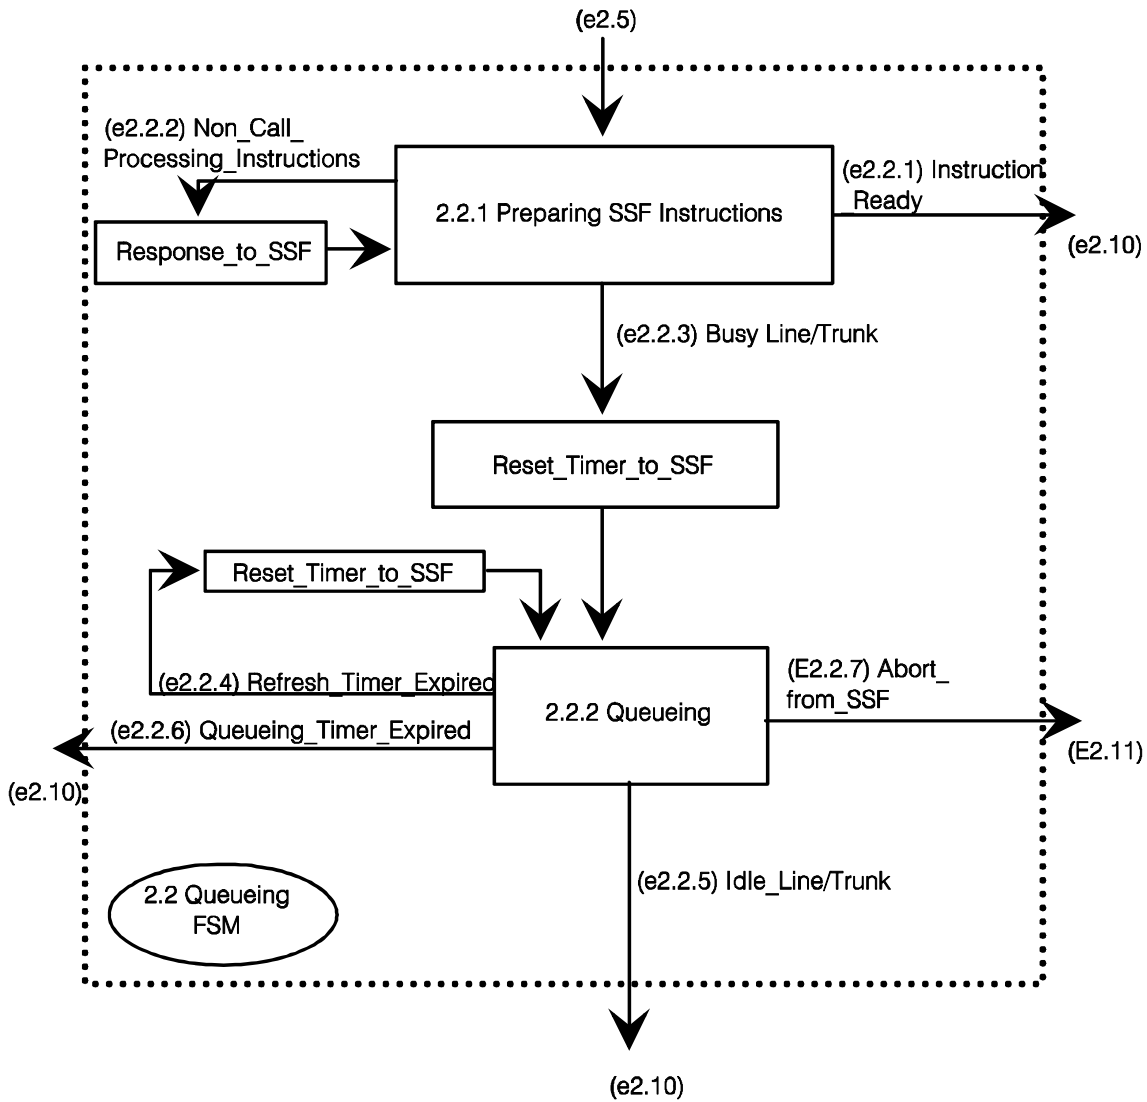 (e2.5)
(e2.2.2) Non_Call_
Processing_Instructions
(e2.2.1) Instruction
_Ready
2.2.1 Preparing SSF Instructions
Response_to_SSF
(e2.10)
(e2.2.3) Busy Line/Trunk
Reset_Timer_to_SSF
Reset_Timer_to_SSF
(e2.2.4) Refresh_Timer_Expired
(E2.2.7) Abort_
from_SSF
2.2.2 Queueing
(e2.2.6) Queueing_Timer_Expired
(E2.11)
(e2.10)
(e2.2.5) Idle_Line/Trunk
2.2 Queueing
FSM
(e2.10)